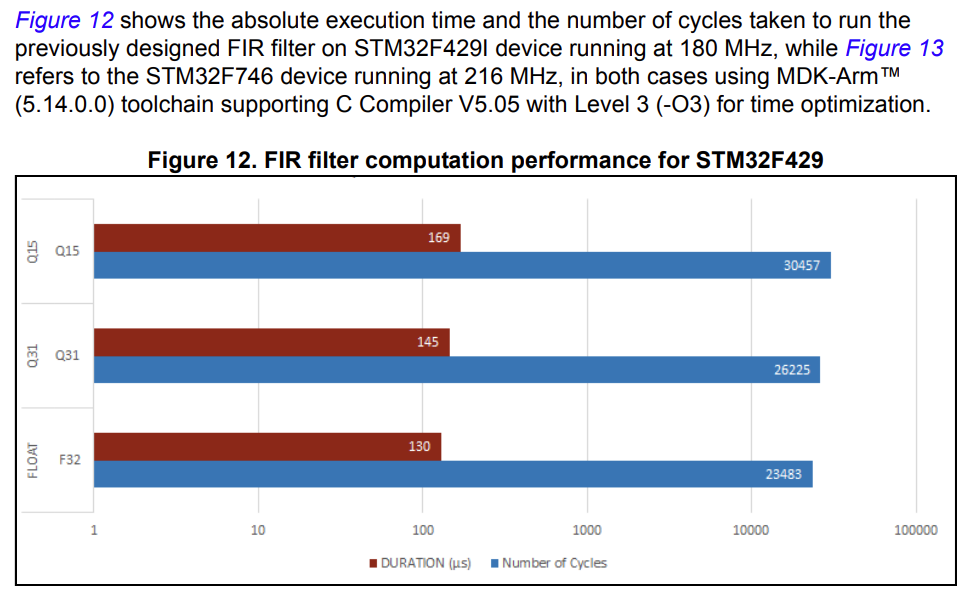 Figure 12 shows the absolute execution time and the number of cycles taken to run the
previously designed FIR filter on STM32F429I device running at 180 MHz, while Figure 13
refers to the STM32F746 device running at 216 MHz, in both cases using MDK-Arm™
(5.14.0.0) toolchain supporting C Compiler V5.05 with Level 3 (-O3) for time optimization.
Figure 12. FIR filter computation performance for STM32F429
Q15 Q15
169
30457
Q31 Q31
145
26225
FLOAT F32
130
23483
1 10 100 1000 10000 100000
DURATION (µs) Number of Cycles